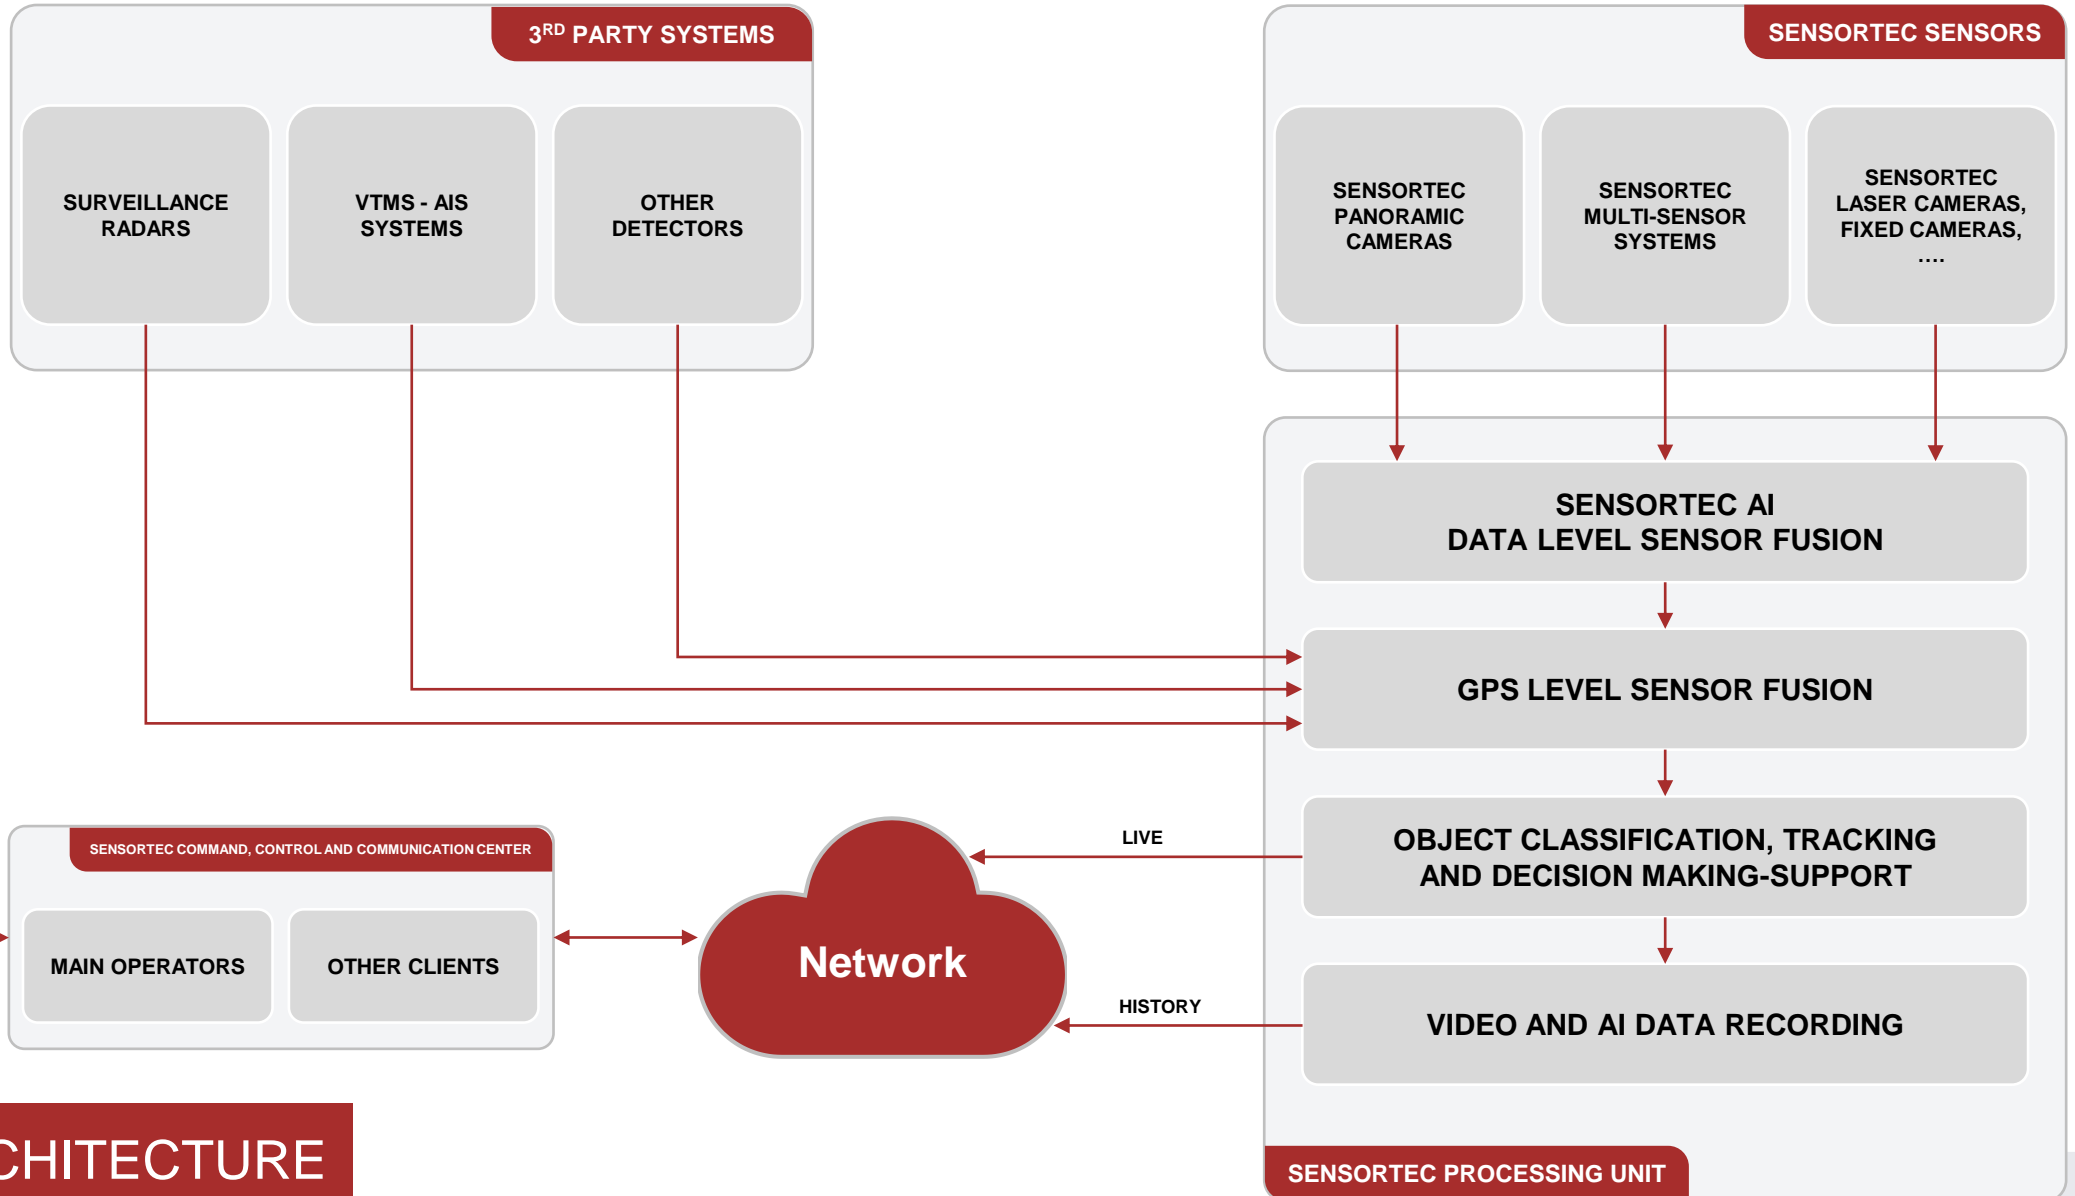 3RD PARTY SYSTEMS
SURVEILLANCE
RADARS
VTMS - AIS
SYSTEMS
OTHER
DETECTORS
SENSORTEC SENSORS
SENSORTEC
PANORAMIC
CAMERAS
SENSORTEC
MULTI-SENSOR
SYSTEMS
SENSORTEC
LASER CAMERAS,
FIXED CAMERAS,
....
SENSORTEC AI
DATA LEVEL SENSOR FUSION
GPS LEVEL SENSOR FUSION
OBJECT CLASSIFICATION, TRACKING
AND DECISION MAKING-SUPPORT
VIDEO AND AI DATA RECORDING
SENSORTEC PROCESSING UNIT
LIVE
HISTORY
Network
SENSORTEC COMMAND, CONTROL AND COMMUNICATION CENTER
MAIN OPERATORS
OTHER CLIENTS
CHITECTURE